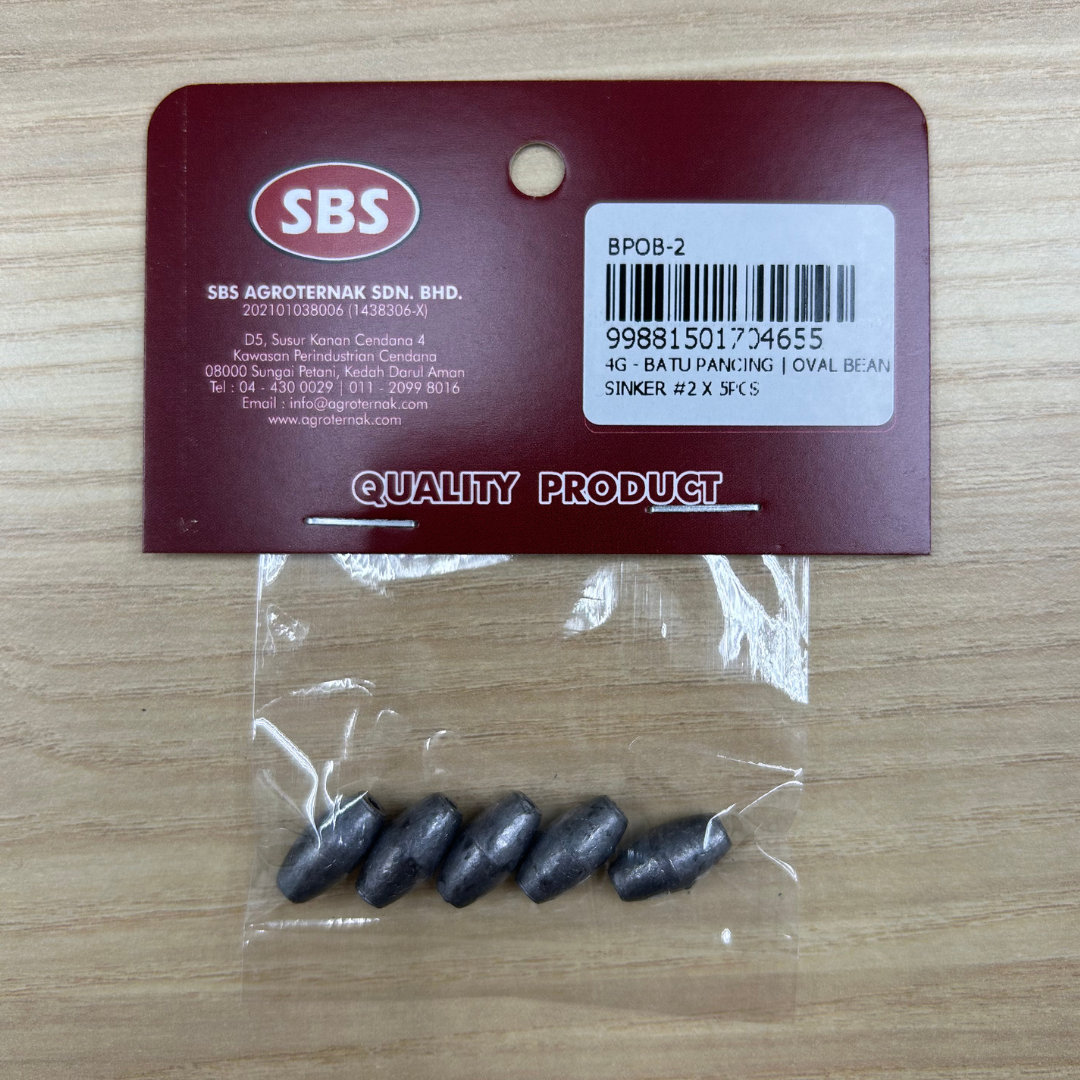 SBS
SBS AGROTERNAK SDN. BHD.
202101038006 (1438306-X)
D5, Susur Kanan Cendana 4
Kawasan Perindustrian Cendana
08000 Sungai Petani, Kedah Darul Aman
Tel : 04 - 430 0029 | 011 - 2099 8016
Email : info@agroternak.com
www.agroternak.com
BPOB-2
99881501704655
4G - BATU PANCING | OVAL BEAN
SINKER #2 X 5PCS
QUALITY PRODUCT